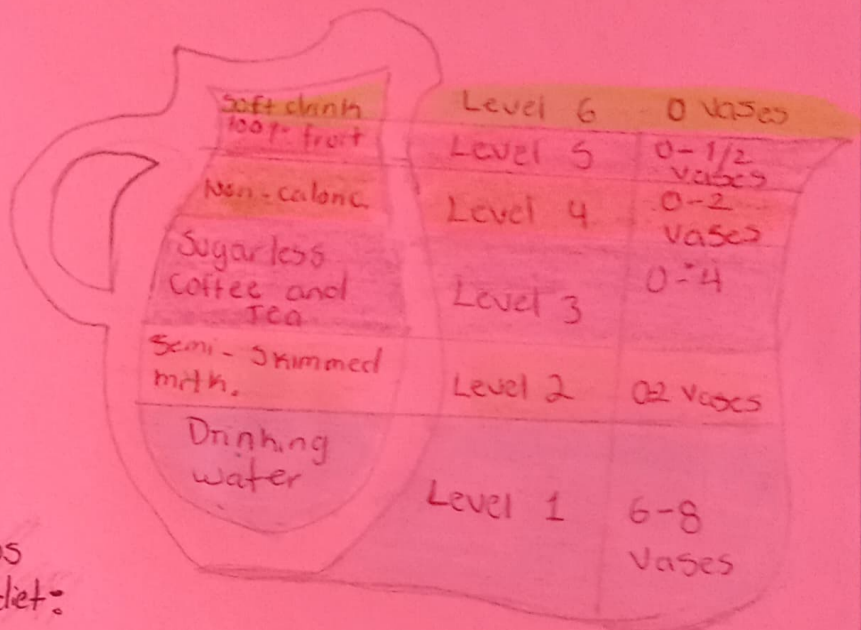 Soft drink Level 6 0 vases
100% fruit Level 5 0-1/2
vases
Non-caloric. Level 4 0-2
vases
Sugarless
Coffee and
Tea
Level 3 0-4
Semi-Skimmed
milk.
Level 2 02 vases
Drinking
water
Level 1 6-8
vases
diet: